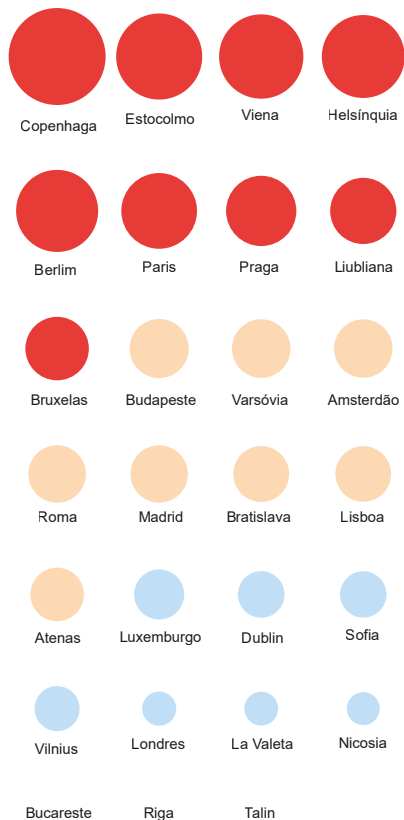 Copenhaga
Estocolmo
Viena
Helsínquia
Berlim
Paris
Praga
Liubliana
Bruxelas
Budapeste
Varsóvia
Amsterdão
Roma
Madrid
Bratislava
Lisboa
Atenas
Luxemburgo
Dublin
Sofia
Vilnius
Londres
La Valeta
Nicosia
Bucareste
Riga
Talin